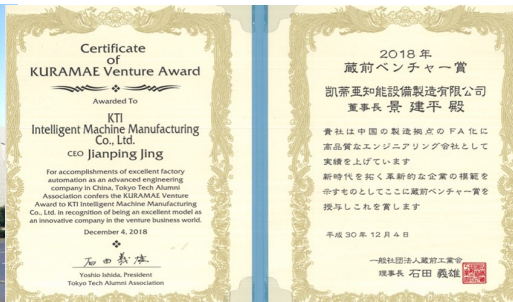 Certificate
of
KURAMAE Venture Award
Awarded To
KTI
Intelligent Machine Manufacturing
Co., Ltd.
CEO Jianping Jing
For accomplishments of excellent factory
automation as an advanced engineering
company in China, Tokyo Tech Alumni
Association confers the KURAMAE Venture
Award to KTI Intelligent Machine Manufacturing
Co., Ltd. in recognition of being an excellent model as
an innovative company in the venture business world.
December 4, 2018
石田義雄
Yoshio Ishida, President
Tokyo Tech Alumni Association
2018年
蔵前ベンチャー賞
凯蒂亜知能設備製造有限公司
董事長 景 建平 殿
貴社は中国の製造拠点のFA化に
高品質なエンジニアリング会社として
実績を上げています
新時代を拓く革新的な企業の模範を
示すものとしてここに蔵前ベンチャー賞を
授与しこれを賞します
平成30年12月4日
一般社団法人蔵前工業会
理事長 石田 義雄